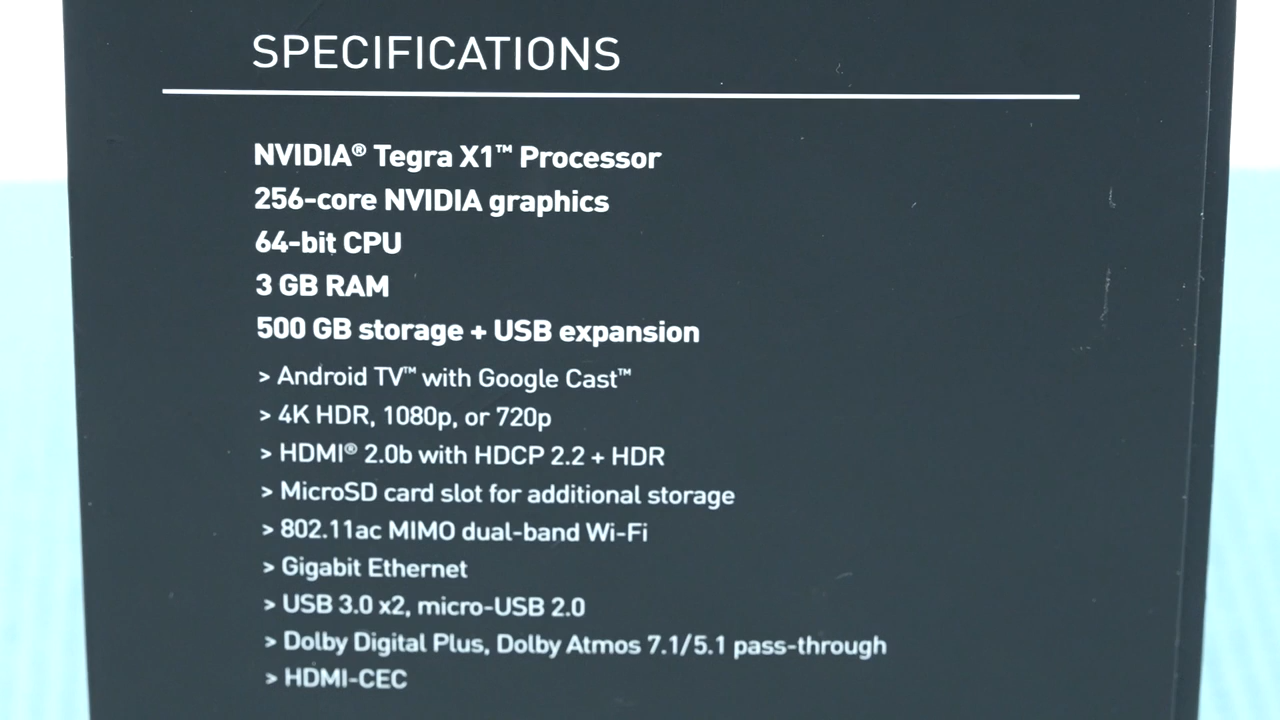 SPECIFICATIONS
NVIDIA® Tegra X1™ Processor
256-core NVIDIA graphics
64-bit CPU
3 GB RAM
500 GB storage + USB expansion
> Android TV™ with Google Cast™
> 4K HDR, 1080p, or 720p
> HDMI® 2.0b with HDCP 2.2 + HDR
> MicroSD card slot for additional storage
> 802.11ac MIMO dual-band Wi-Fi
> Gigabit Ethernet
> USB 3.0 x2, micro-USB 2.0
> Dolby Digital Plus, Dolby Atmos 7.1/5.1 pass-through
> HDMI-CEC